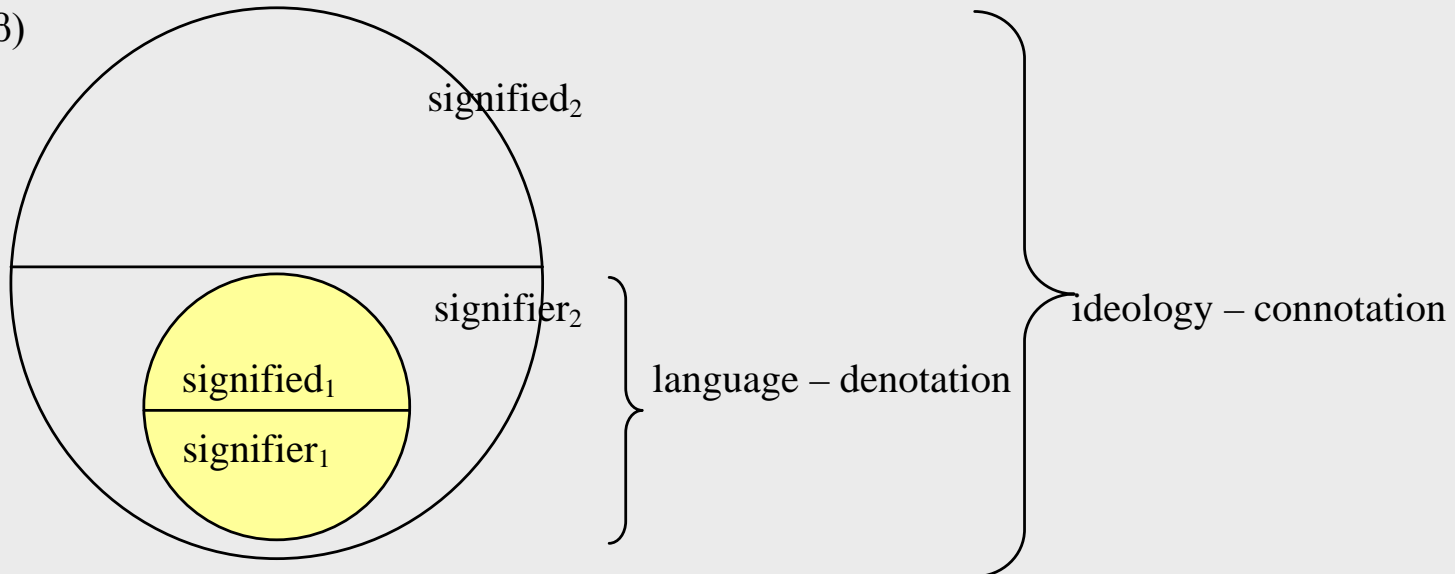 3)
signified₂
signifier₂
ideology – connotation
signified₁
language – denotation
signifier₁